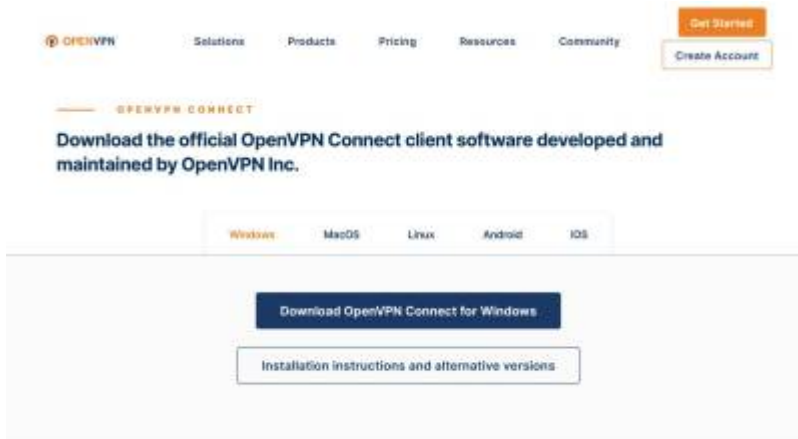 OPENVPN
Solutions
Products
Pricing
Resources
Community
Get Started
Create Account
OPENVPN CONNECT
Download the official OpenVPN Connect client software developed and
maintained by OpenVPN Inc.
Windows
MacOS
Linux
Android
iOS
Download OpenVPN Connect for Windows
Installation instructions and alternative versions